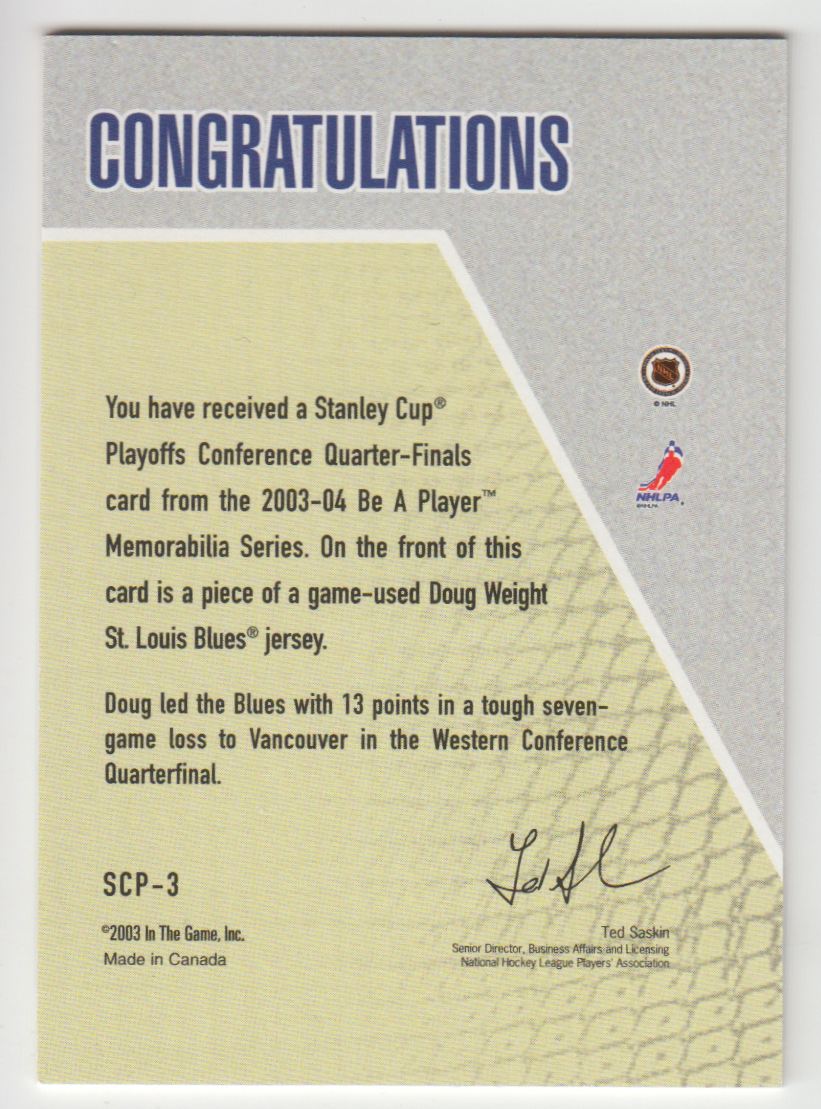 CONGRATULATIONS
NHL
© NHL
NHLPA
You have received a Stanley Cup®
Playoffs Conference Quarter-Finals
card from the 2003-04 Be A Player™
Memorabilia Series. On the front of this
card is a piece of a game-used Doug Weight
St. Louis Blues® jersey.
Doug led the Blues with 13 points in a tough seven-
game loss to Vancouver in the Western Conference
Quarterfinal.
SCP-3
©2003 In The Game, Inc.
Made in Canada
Ted Saskin
Senior Director, Business Affairs and Licensing
National Hockey League Players' Association